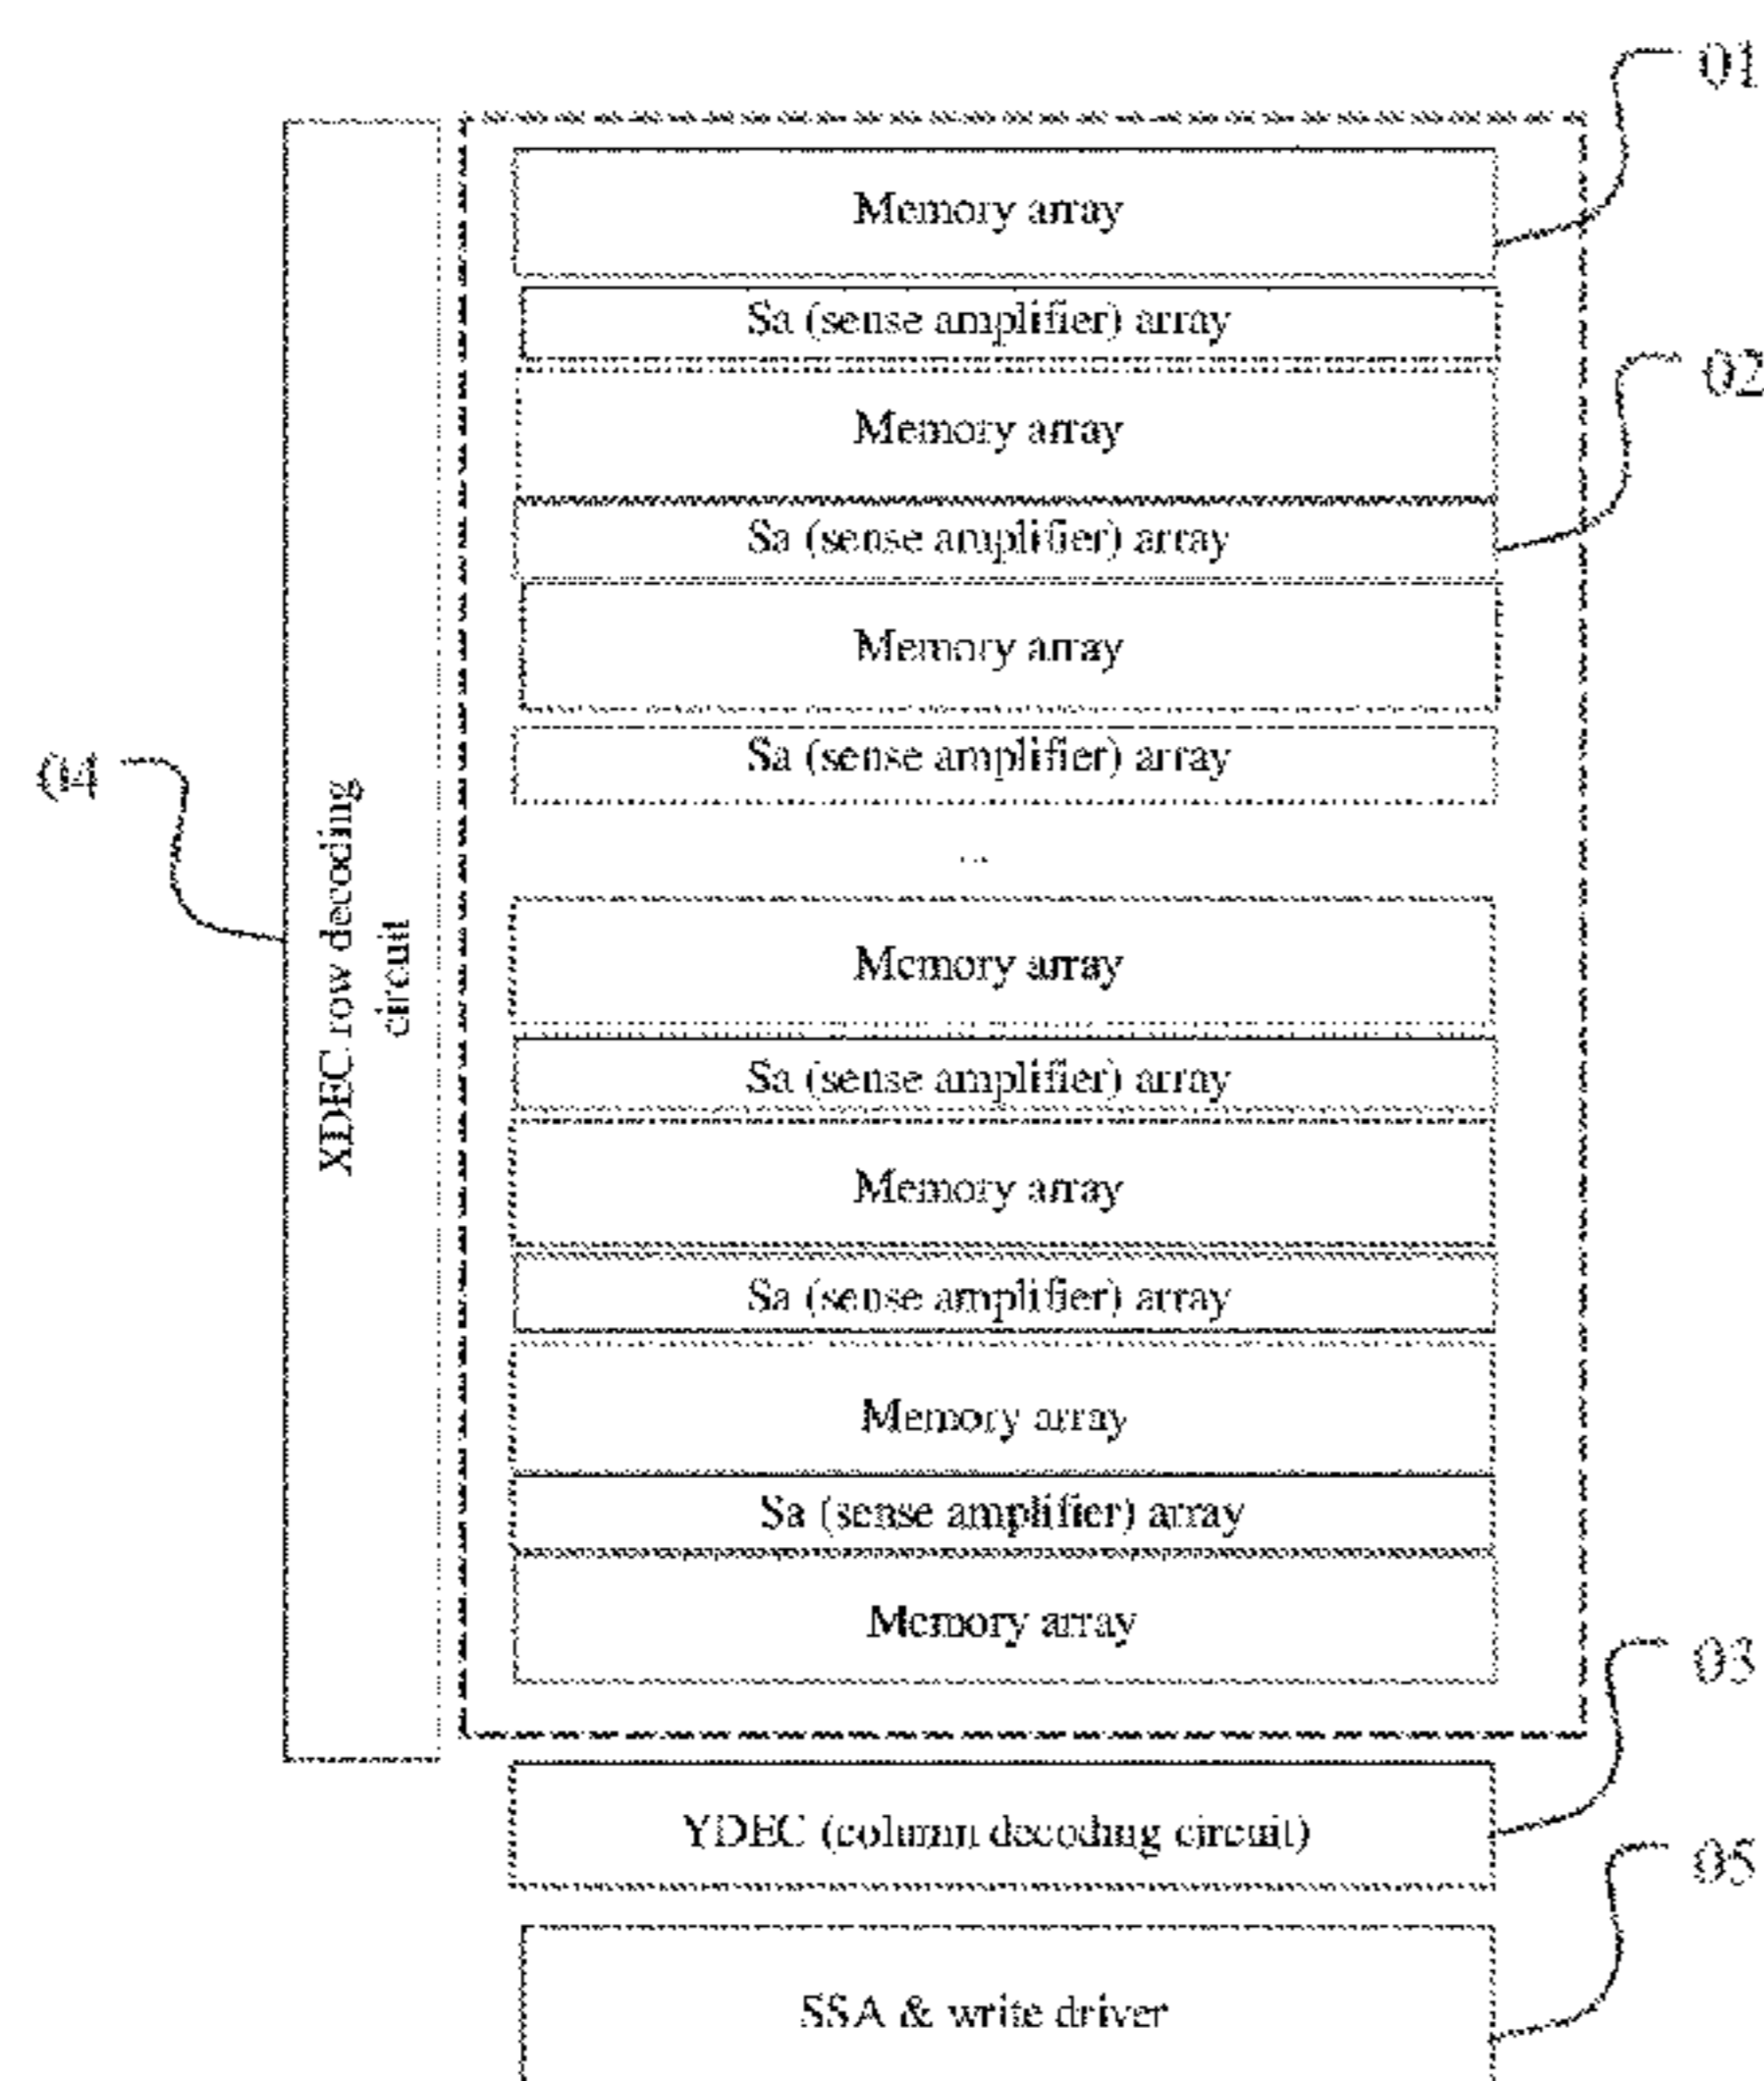 01
Memory array
Sa (sense amplifier) array
02
Memory array
Sa (sense amplifier) array
Memory array
Sa (sense amplifier) array
04
XDEC row decoding
circuit
...
Memory array
Sa (sense amplifier) array
Memory array
Sa (sense amplifier) array
Memory array
Sa (sense amplifier) array
Memory array
03
YDEC (column decoding circuit)
05
SSA & write driver